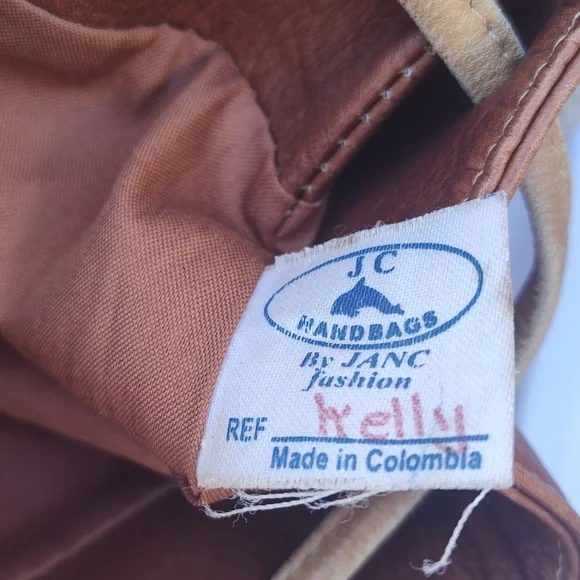 JC
HANDBAGS
By JANC
fashion
REF Kelly
Made in Colombia